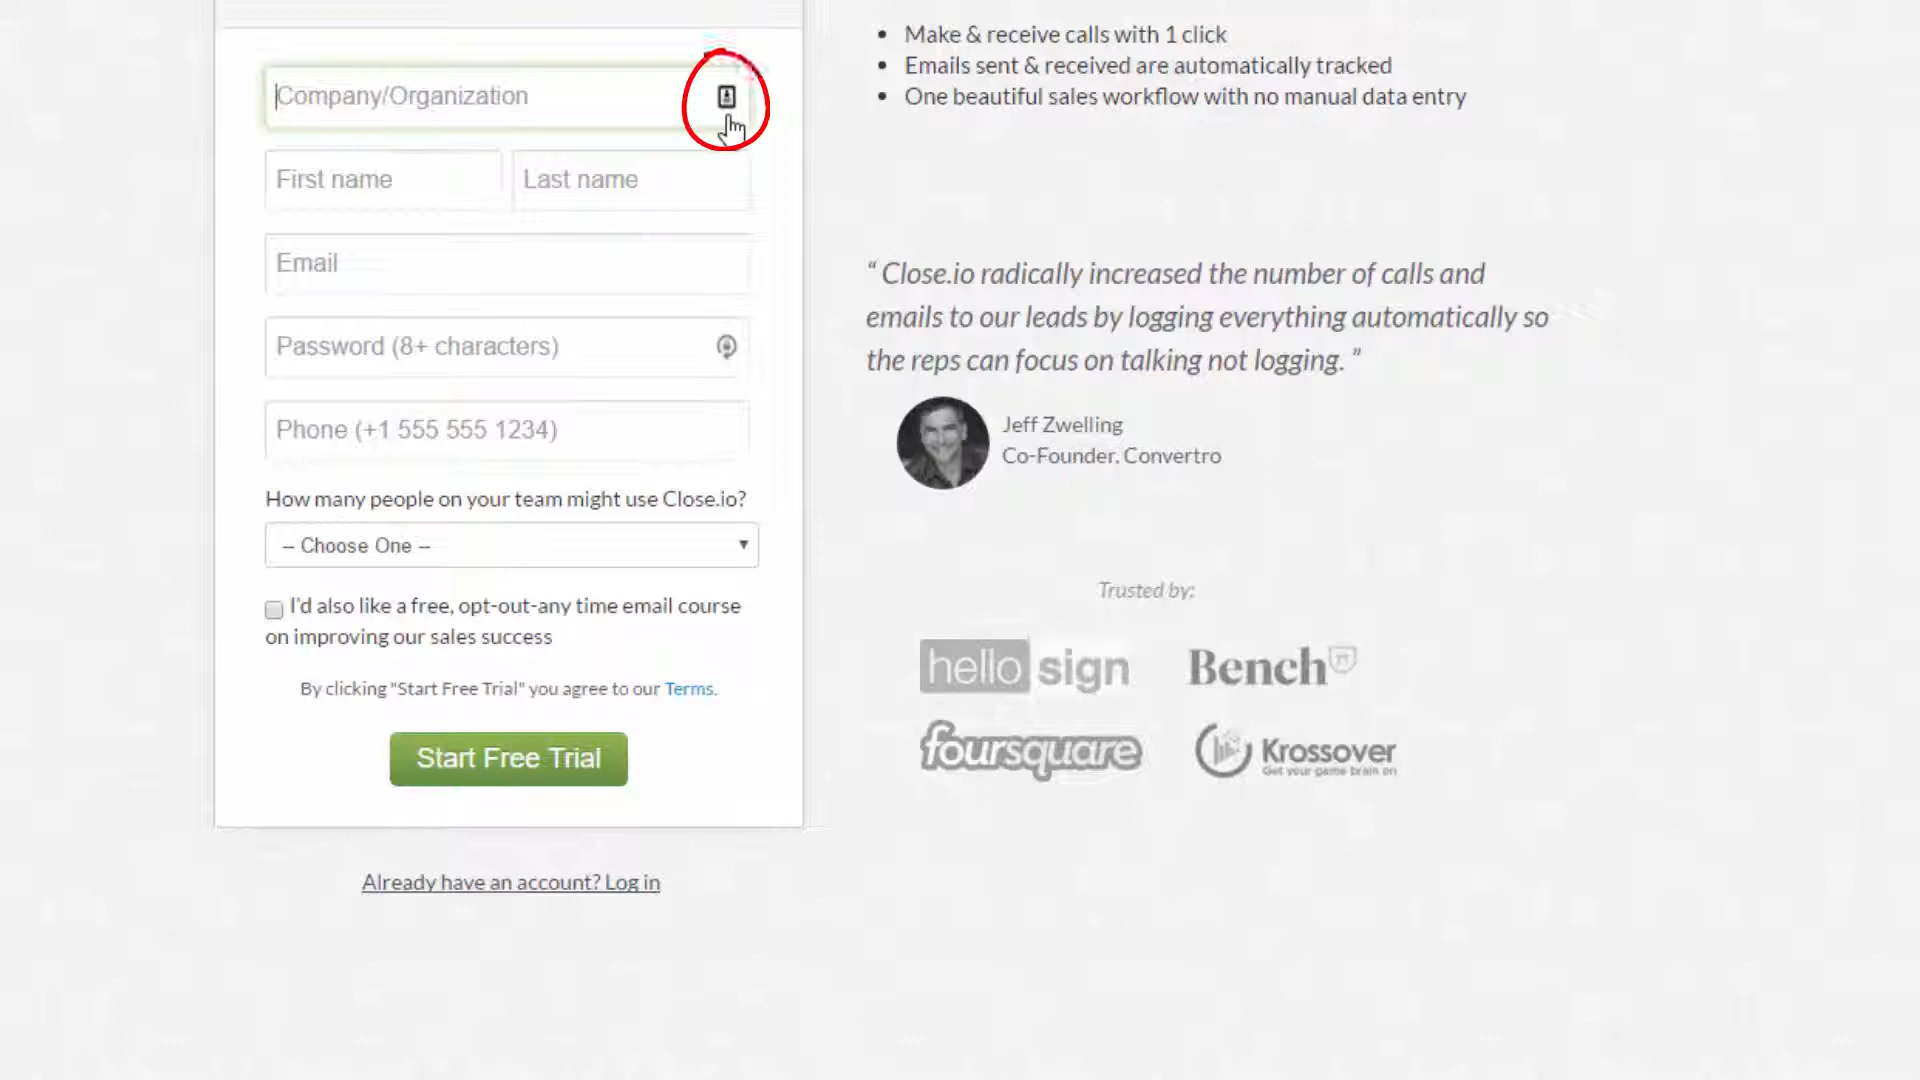 Company/Organization
First name
Last name
Email
Password (8+ characters)
Phone (+1 555 555 1234)
How many people on your team might use Close.io?
-- Choose One --
I'd also like a free, opt-out-any time email course
on improving our sales success
By clicking "Start Free Trial" you agree to our Terms.
Start Free Trial
Already have an account? Log in
Make & receive calls with 1 click
Emails sent & received are automatically tracked
One beautiful sales workflow with no manual data entry
“ Close.io radically increased the number of calls and
emails to our leads by logging everything automatically so
the reps can focus on talking not logging. ”
Jeff Zwelling
Co-Founder, Convertro
Trusted by:
hellosign
Bench
foursquare
Krossover
Get your game brain on